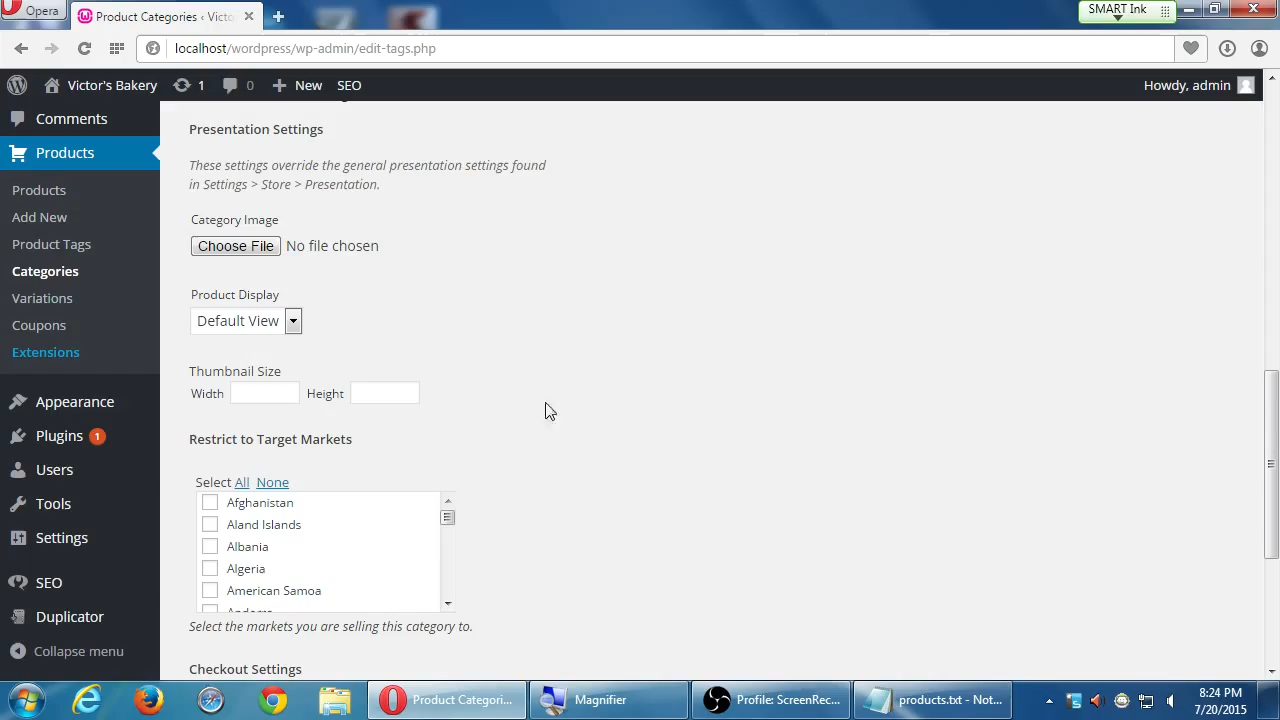 Opera
Product Categories ‹ Victo
SMART Ink
localhost/wordpress/wp-admin/edit-tags.php
Victor's Bakery
1
0
New
SEO
Howdy, admin
Comments
Products
Products
Add New
Product Tags
Categories
Variations
Coupons
Extensions
Appearance
Plugins 1
Users
Tools
Settings
SEO
Duplicator
Collapse menu
Presentation Settings
These settings override the general presentation settings found
in Settings > Store > Presentation.
Category Image
Choose File No file chosen
Product Display
Default View
Thumbnail Size
Width Height
Restrict to Target Markets
Select All None
Afghanistan
Aland Islands
Albania
Algeria
American Samoa
Andorra
Select the markets you are selling this category to.
Checkout Settings
Product Categori...
Magnifier
Profile: ScreenRec...
products.txt - Not...
8:24 PM
7/20/2015